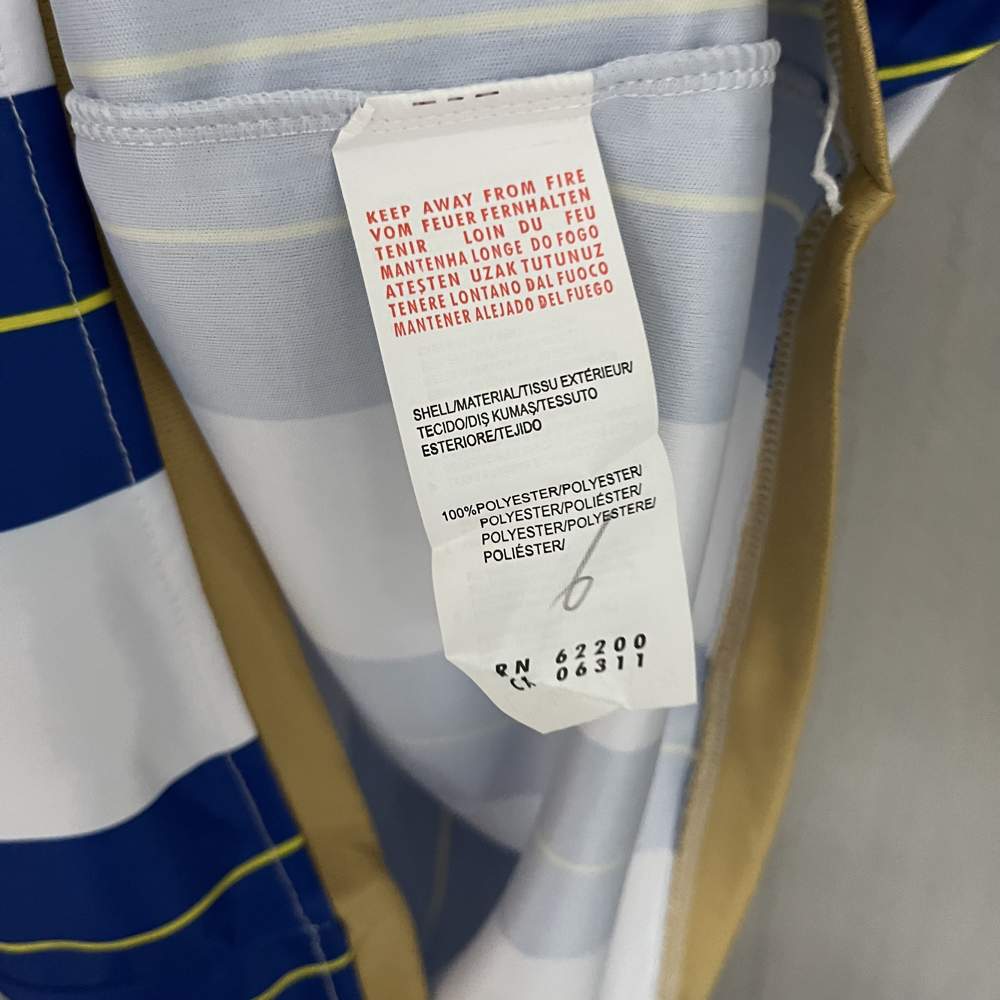 KEEP AWAY FROM FIRE
VOM FEUER FERNHALTEN
TENIR LOIN DU FEU
MANTENHA LONGE DO FOGO
ATEŞTEN UZAK TUTUNUZ
TENERE LONTANO DAL FUOCO
MANTENER ALEJADO DEL FUEGO
SHELL/MATERIAL/TISSU EXTÉRIEUR/
TECIDO/DIŞ KUMAŞ/TESSUTO
ESTERIORE/TEJIDO
100%POLYESTER/POLYESTER/
POLYESTER/POLIÉSTER/
POLYESTER/POLYESTERE/
POLIÉSTER/
6
RN 62200
CA 06311